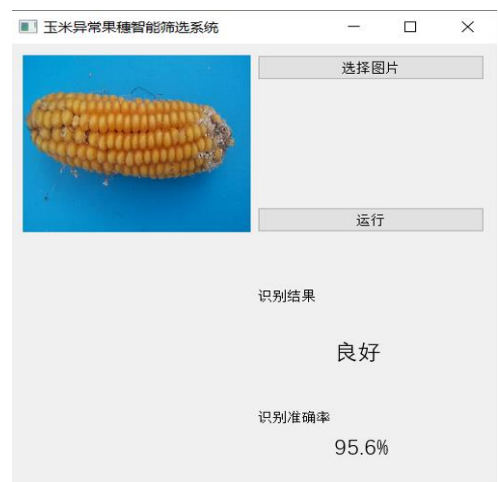 玉米异常果穗智能筛选系统
选择图片
运行
识别结果
良好
识别准确率
95.6%